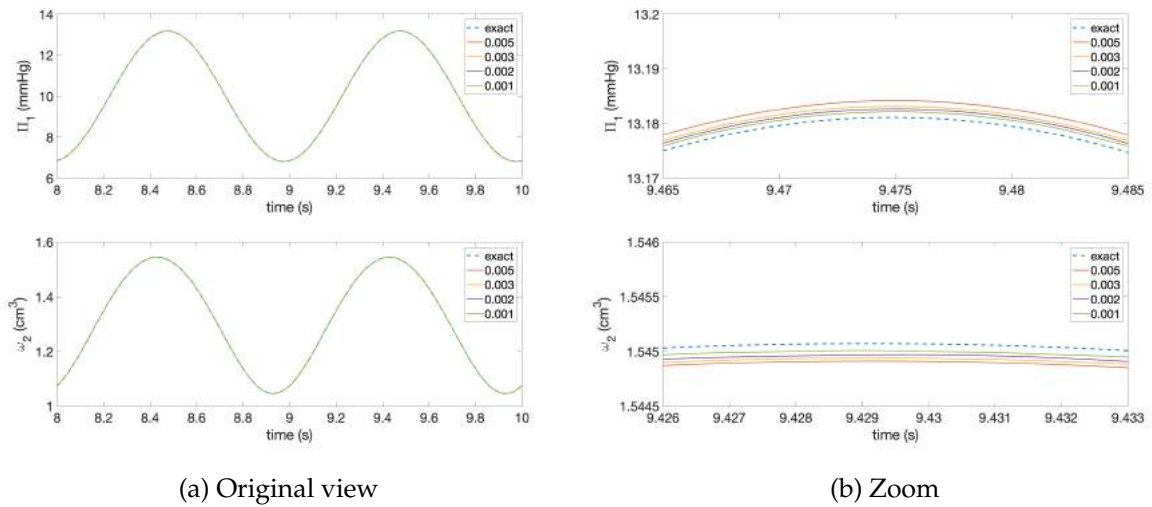 14
12
10
8
6
Π₁ (mmHg)
8 8.2 8.4 8.6 8.8 9 9.2 9.4 9.6 9.8 10
time (s)
exact
0.005
0.003
0.002
0.001
13.2
13.19
13.18
13.17
Π₁ (mmHg)
9.465 9.47 9.475 9.48 9.485
time (s)
exact
0.005
0.003
0.002
0.001
1.6
1.4
1.2
1
ω₂ (cm³)
8 8.2 8.4 8.6 8.8 9 9.2 9.4 9.6 9.8 10
time (s)
exact
0.005
0.003
0.002
0.001
1.546
1.5455
1.545
1.5445
ω₂ (cm³)
9.426 9.427 9.428 9.429 9.43 9.431 9.432 9.433
time (s)
exact
0.005
0.003
0.002
0.001
(a) Original view
(b) Zoom